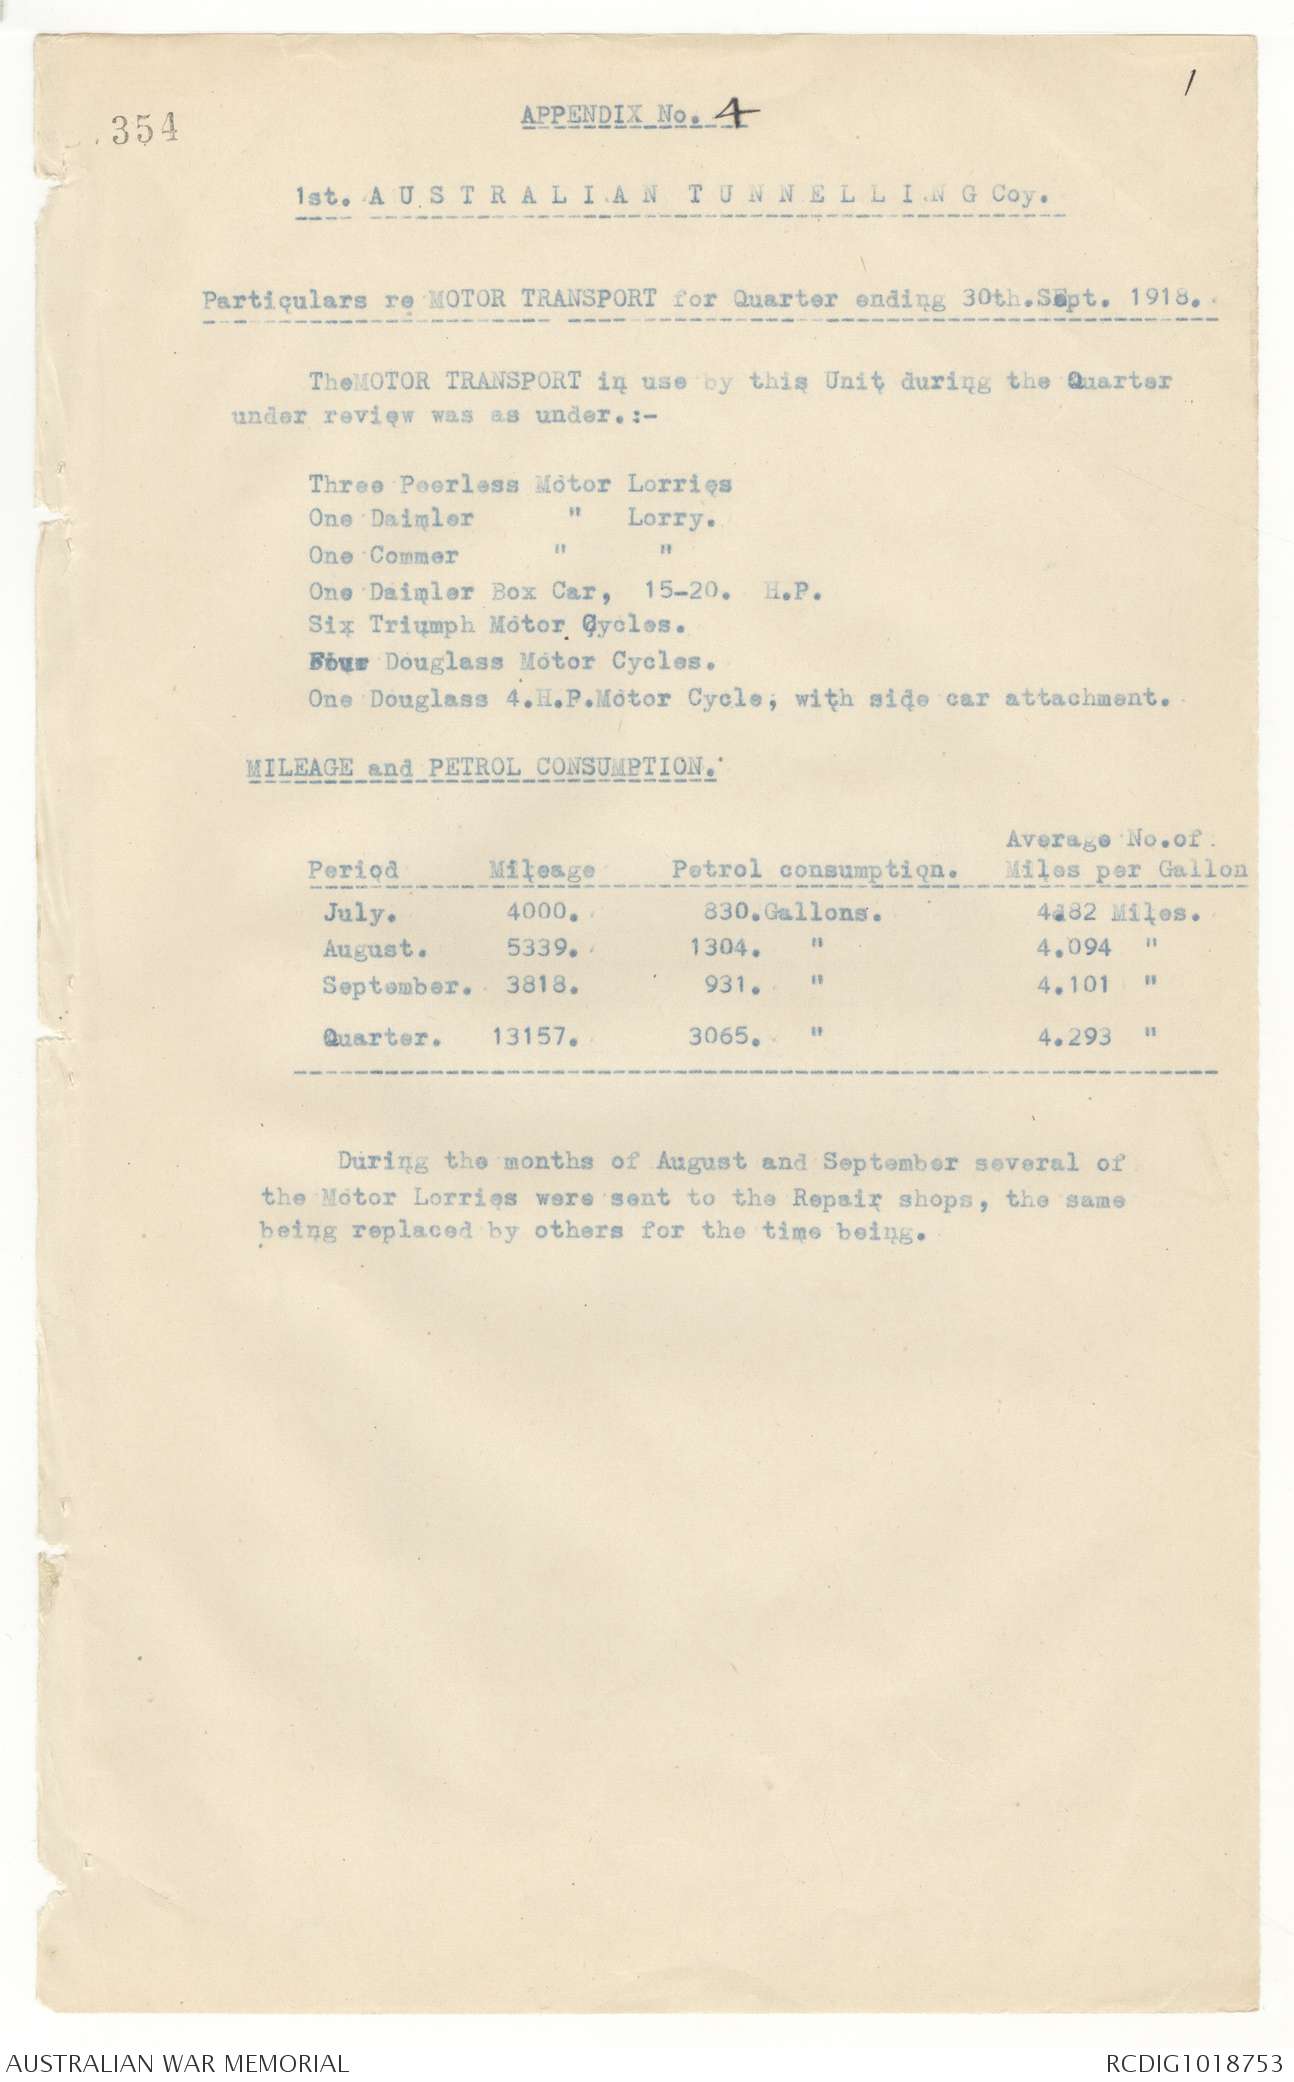 1
354
APPENDIX No. 4
1st. A U S T R A L I A N T U N N E L L I N G Coy.
Particulars re MOTOR TRANSPORT for Quarter ending 30th.SEpt. 1918.
TheMOTOR TRANSPORT in use by this Unit during the Quarter
under review was as under.:-
Three Peerless Motor Lorries
One Daimler " Lorry.
One Commer " "
One Daimler Box Car, 15-20. H.P.
Six Triumph Motor Cycles.
Four Douglass Motor Cycles.
One Douglass 4.H.P.Motor Cycle, with side car attachment.
MILEAGE and PETROL CONSUMPTION.
Average No.of
Period Mileage Petrol consumption. Miles per Gallon
July. 4000. 830.Gallons. 4.82 Miles.
August. 5339. 1304. " 4.094 "
September. 3818. 931. " 4.101 "
Quarter. 13157. 3065. " 4.293 "
During the months of August and September several of
the Motor Lorries were sent to the Repair shops, the same
being replaced by others for the time being.
AUSTRALIAN WAR MEMORIAL RCDIG1018753